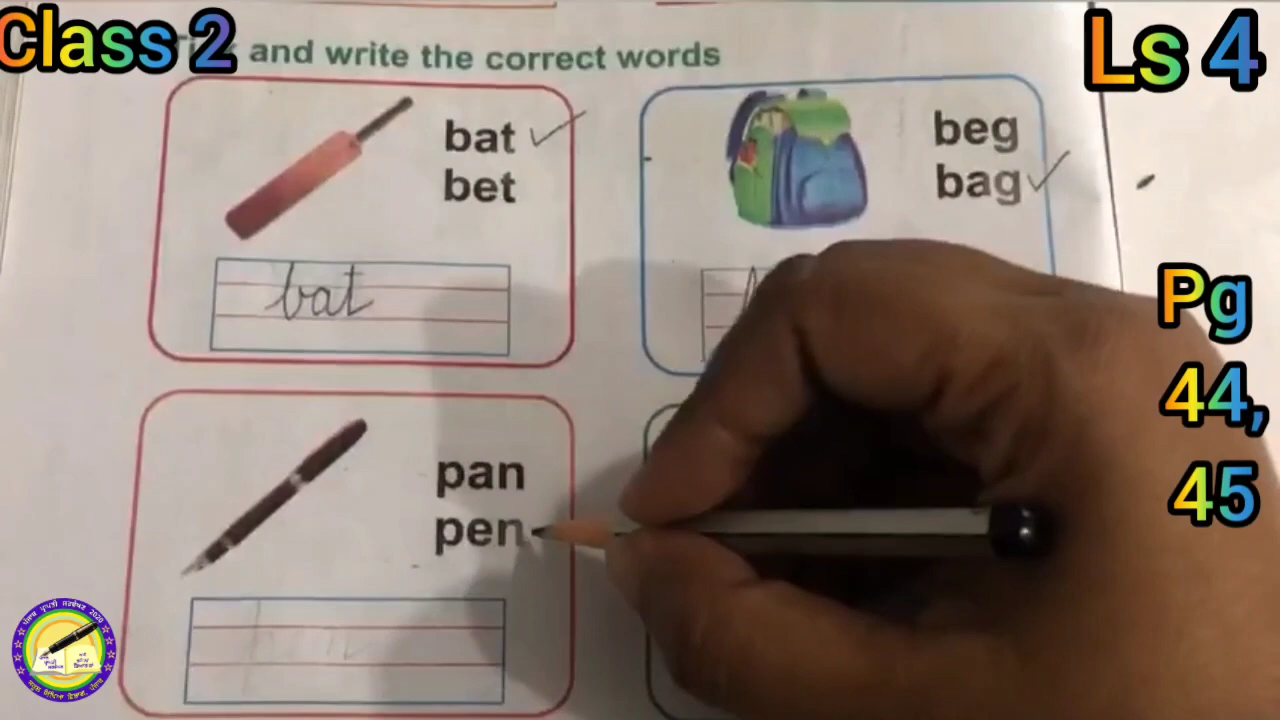 Class 2
Ls 4
and write the correct words
bat
bet
bat
beg
bag
Pg
44,
45
pan
pen